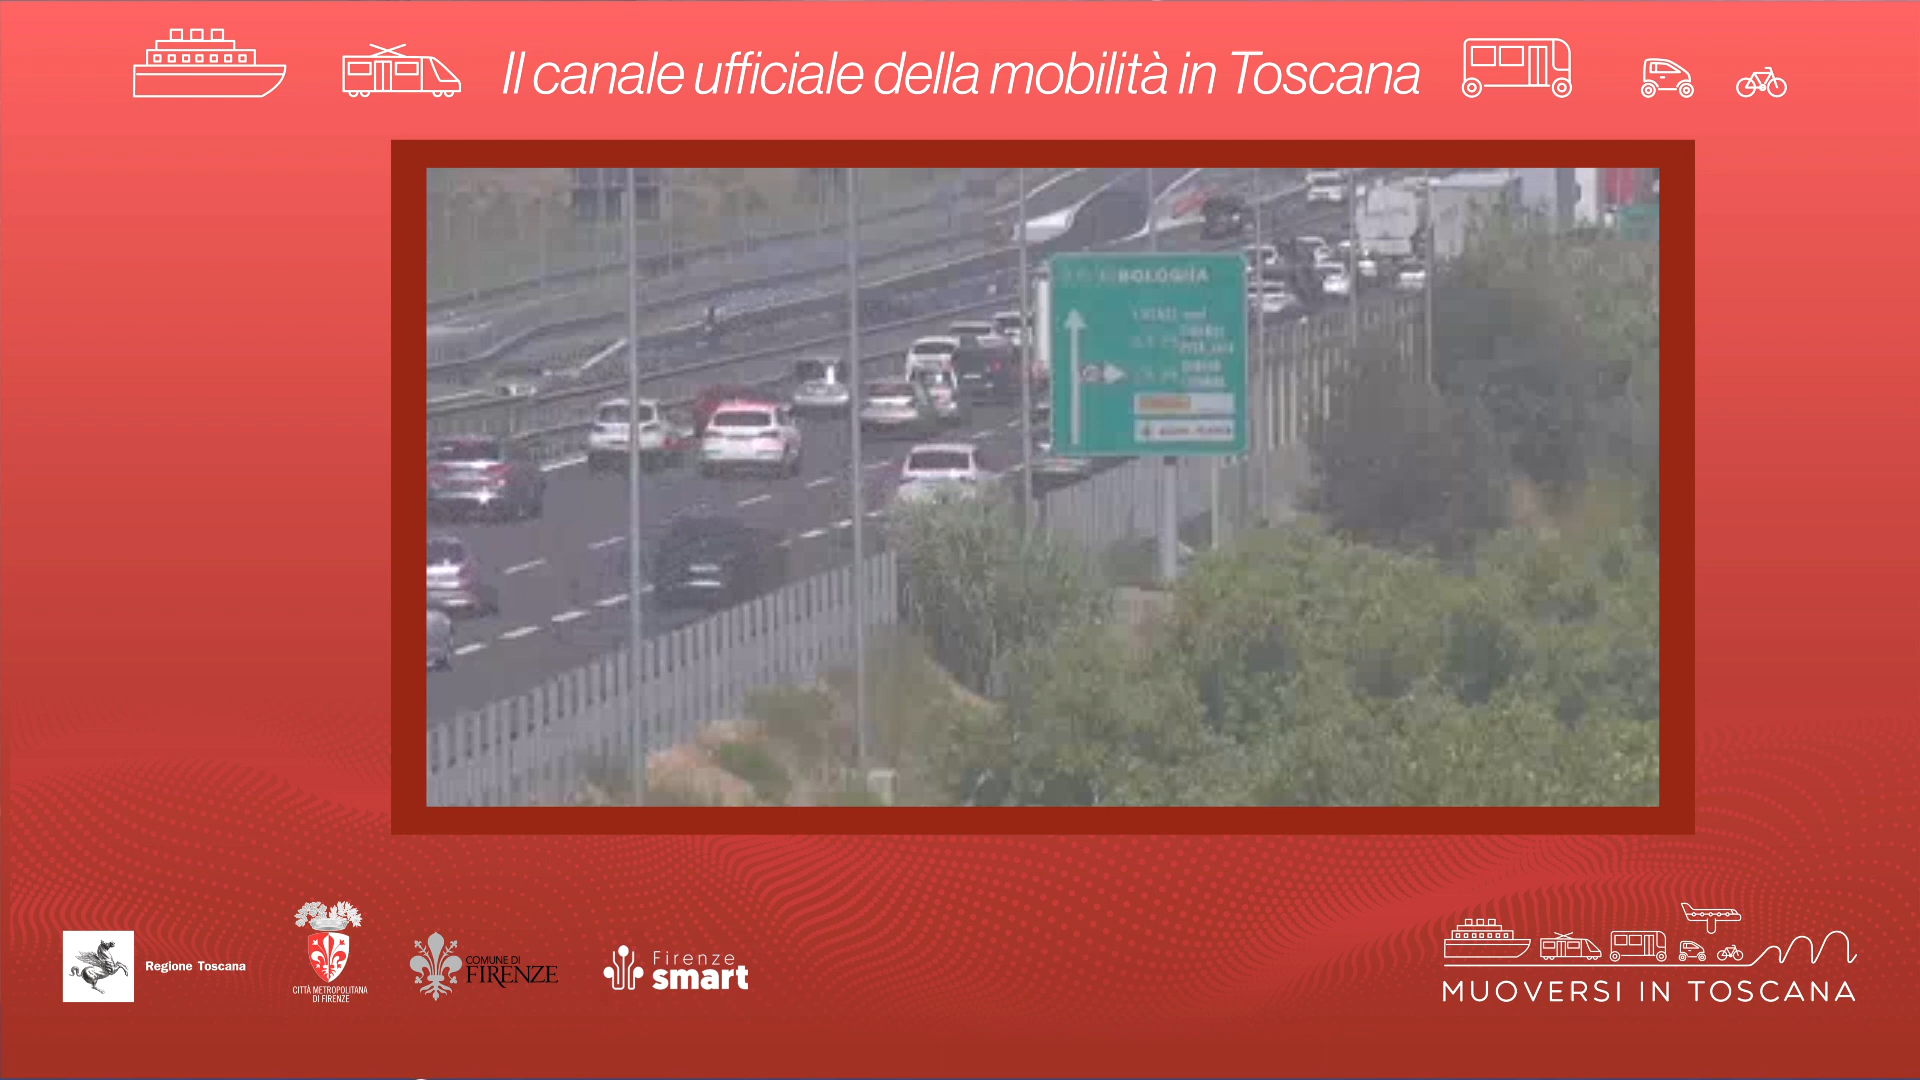 Il canale ufficiale della mobilità in Toscana
BOLOGNA
Regione Toscana
CITTÀ METROPOLITANA
DI FIRENZE
COMUNE DI
FIRENZE
Firenze
smart
MUOVERSI IN TOSCANA